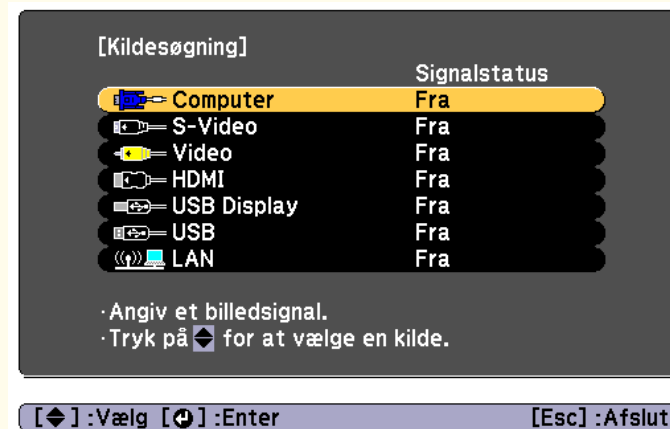 [Kildesøgning]
Signalstatus
Computer Fra
S-Video Fra
Video Fra
HDMI Fra
USB Display Fra
USB Fra
LAN Fra
·Angiv et billedsignal.
·Tryk på for at vælge en kilde.
[ ] :Vælg [ ] :Enter [Esc] :Afslut